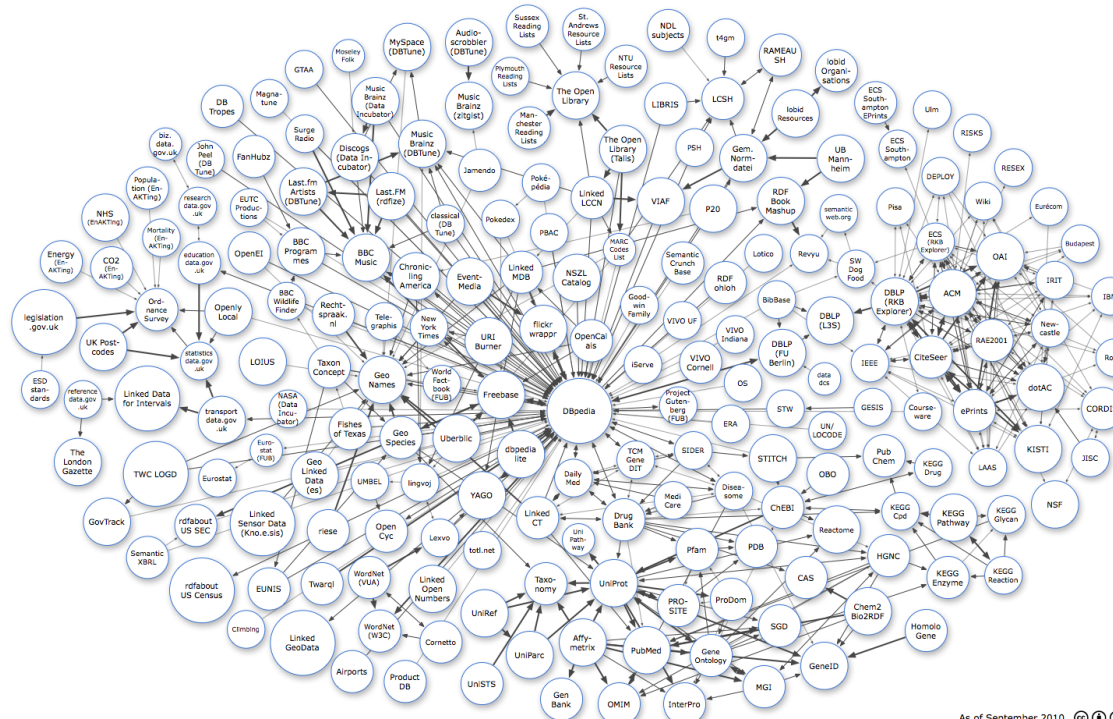 Sussex
Reading
Lists
St.
Andrews
Resource
Lists
NDL
subjects
t4gm
RAMEAU
SH
lobid
Organi-
sations
MySpace
(DBTune)
Audio-
scrobbler
(DBTune)
Moseley
Folk
GTAA
Plymouth
Reading
Lists
NTU
Resource
Lists
The Open
Library
LIBRIS
LCSH
lobid
Resources
ECS
South-
ampton
EPrints
Ulm
DB
Tropes
Magna-
tune
Music
Brainz
(Data
Incubator)
Music
Brainz
(zitgist)
Man-
chester
Reading
Lists
The Open
Library
(Talis)
PSH
Gem.
Norm-
datei
UB
Mann-
heim
ECS
South-
ampton
RISKS
biz.
data.
gov.uk
John
Peel
(DB
Tune)
FanHubz
Surge
Radio
Discogs
(Data In-
cubator)
Music
Brainz
(DBTune)
Jamendo
Poké-
pédia
Linked
LCCN
VIAF
P20
RDF
Book
Mashup
DEPLOY
RESEX
Popula-
tion (En-
AKTing)
research
data.gov
.uk
EUTC
Produc-
tions
Last.fm
Artists
(DBTune)
Last.FM
(rdfize)
classical
(DB
Tune)
Pokedex
PBAC
MARC
Codes
List
semantic
web.org
Pisa
Wiki
Eurécom
NHS
(EnAKTing)
Mortality
(En-
AKTing)
education
data.gov
.uk
OpenEI
BBC
Program
mes
BBC
Music
Chronic-
ling
America
Event-
Media
Linked
MDB
NSZL
Catalog
Semantic
Crunch
Base
RDF
ohloh
Lotico
Revyu
SW
Dog
Food
ECS
(RKB
Explorer)
OAI
Budapest
Energy
(En-
AKTing)
CO2
(En-
AKTing)
Ord-
nance
Survey
Openly
Local
BBC
Wildlife
Finder
Recht-
spraak.
nl
Tele-
graphis
New
York
Times
URI
Burner
flickr
wrappr
OpenCal
ais
Good-
win
Family
VIVO UF
VIVO
Indiana
BibBase
DBLP
(L3S)
DBLP
(RKB
Explorer)
ACM
IRIT
legislation
.gov.uk
UK Post-
codes
statistics
data.gov
.uk
LOIUS
Taxon
Concept
Geo
Names
World
Fact-
book
(FUB)
Freebase
DBpedia
iServe
VIVO
Cornell
DBLP
(FU
Berlin)
data
dcs
IEEE
CiteSeer
RAE2001
New-
castle
ESD
stan-
dards
reference
data.gov
.uk
Linked Data
for Intervals
transport
data.gov
.uk
NASA
(Data
Incu-
bator)
Fishes
of Texas
Geo
Species
Uberblic
dbpedia
lite
Project
Guten-
berg
(FUB)
OS
ERA
STW
GESIS
UN/
LOCODE
Course-
ware
ePrints
dotAC
CORDI
The
London
Gazette
TWC LOGD
Euro-
stat
(FUB)
Eurostat
Geo
Linked
Data
(es)
UMBEL
lingvoj
YAGO
Daily
Med
TCM
Gene
DIT
SIDER
STITCH
OBO
Pub
Chem
KEGG
Drug
LAAS
KISTI
JISC
GovTrack
rdfabout
US SEC
Linked
Sensor Data
(Kno.e.sis)
riese
Open
Cyc
Lexvo
totl.net
Linked
CT
Drug
Bank
Medi
Care
Disea-
some
ChEBI
Reactome
KEGG
Cpd
KEGG
Pathway
KEGG
Glycan
NSF
Semantic
XBRL
rdfabout
US Census
EUNIS
Twarql
WordNet
(VUA)
Linked
Open
Numbers
Uni
Path-
way
Pfam
PDB
HGNC
CAS
KEGG
Enzyme
KEGG
Reaction
Climbing
Linked
GeoData
WordNet
(W3C)
Cornetto
UniRef
Taxo-
nomy
UniProt
PRO-
SITE
ProDom
SGD
Chem2
Bio2RDF
Homolo
Gene
Airports
Product
DB
UniSTS
UniParc
Affy-
metrix
PubMed
Gene
Ontology
GeneID
Gen
Bank
OMIM
InterPro
MGI
As of September 2010